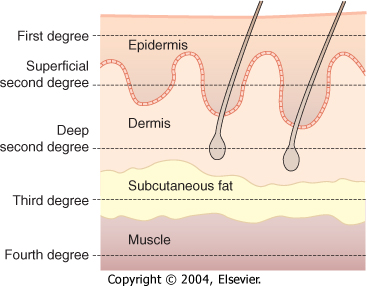 First degree
Epidermis
Superficial
second degree
Dermis
Deep
second degree
Subcutaneous fat
Third degree
Muscle
Fourth degree
Copyright © 2004, Elsevier.